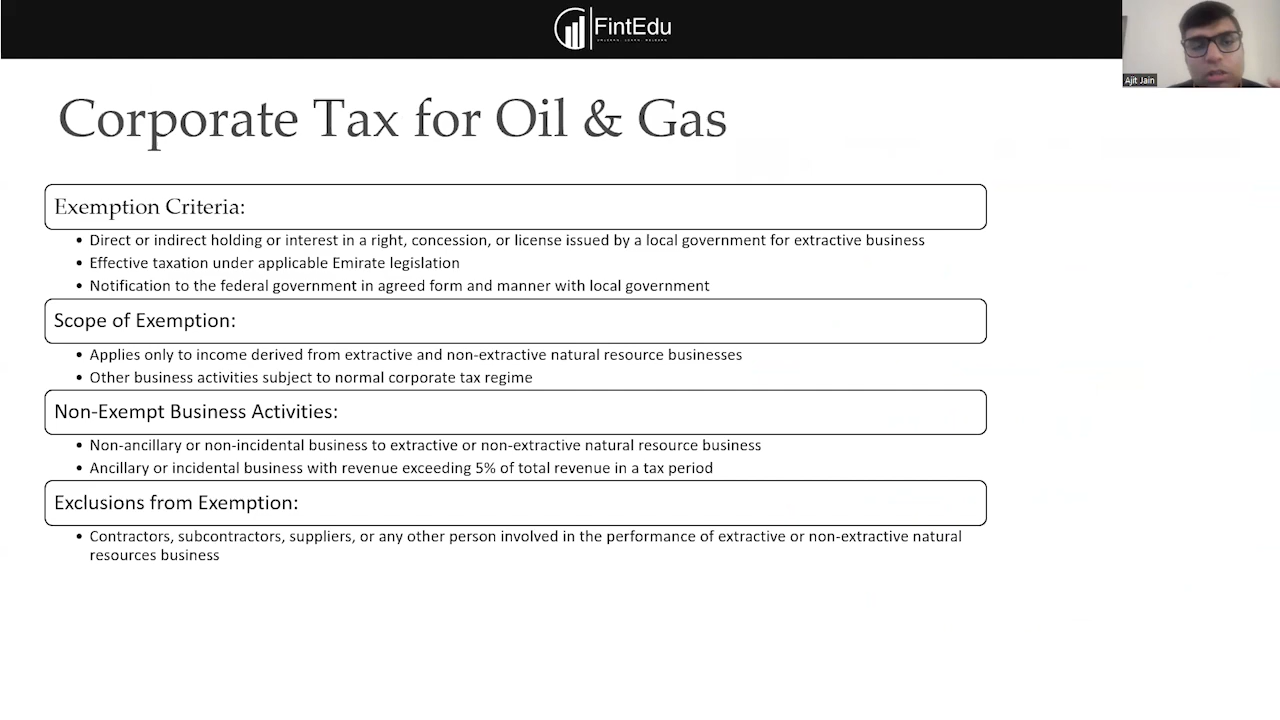 FintEdu
Ajit Jain
Corporate Tax for Oil & Gas
Exemption Criteria:
• Direct or indirect holding or interest in a right, concession, or license issued by a local government for extractive business
• Effective taxation under applicable Emirate legislation
• Notification to the federal government in agreed form and manner with local government
Scope of Exemption:
• Applies only to income derived from extractive and non-extractive natural resource businesses
• Other business activities subject to normal corporate tax regime
Non-Exempt Business Activities:
• Non-ancillary or non-incidental business to extractive or non-extractive natural resource business
• Ancillary or incidental business with revenue exceeding 5% of total revenue in a tax period
Exclusions from Exemption:
• Contractors, subcontractors, suppliers, or any other person involved in the performance of extractive or non-extractive natural
resources business